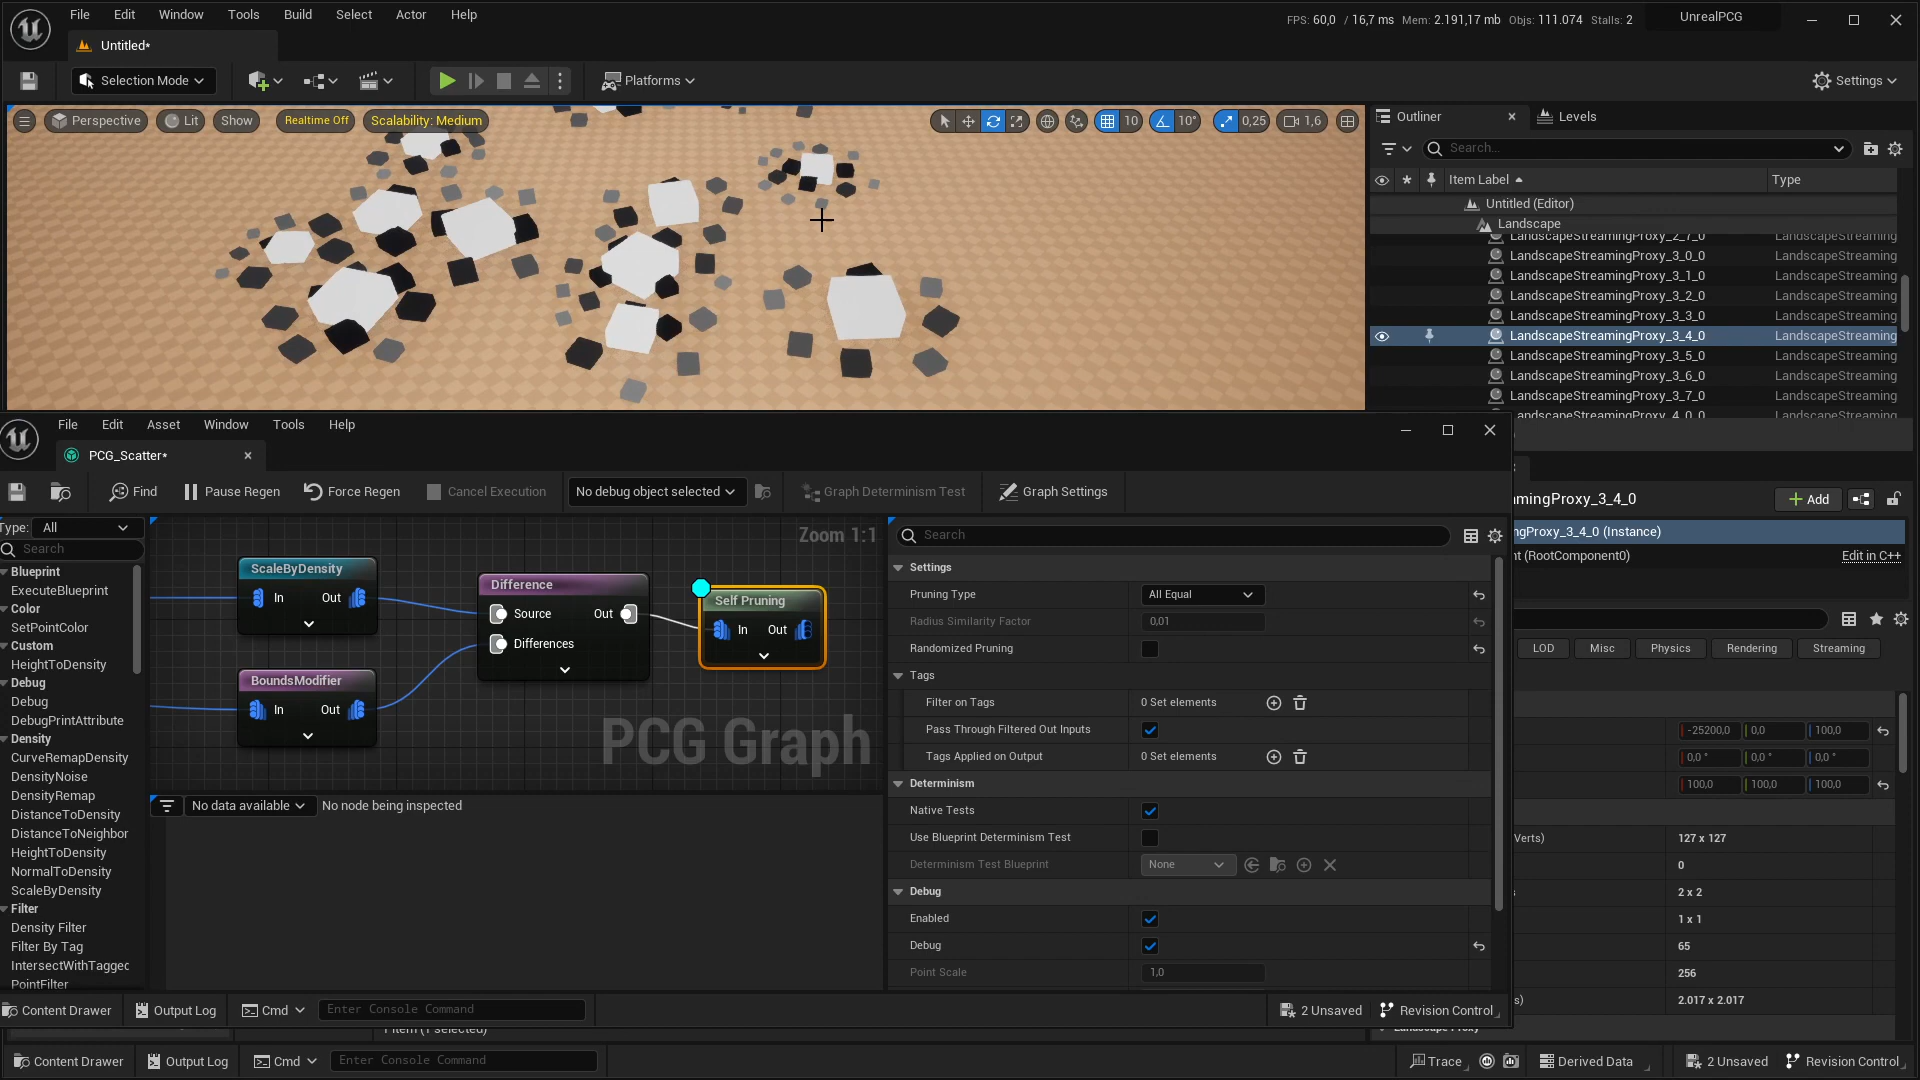 File Edit Window Tools Build Select Actor Help
FPS: 60,0 / 16,7 ms Mem: 2.191,17 mb Objs: 111.074 Stalls: 2
UnrealPCG
Untitled*
Selection Mode
Platforms
Settings
Perspective
Lit
Show
Realtime Off
Scalability: Medium
10
10°
0,25
1,6
Outliner
Levels
Search...
Item Label
Type
Untitled (Editor)
Landscape
LandscapeStreamingProxy_2_7_0 LandscapeStreaming
LandscapeStreamingProxy_3_0_0 LandscapeStreaming
LandscapeStreamingProxy_3_1_0 LandscapeStreaming
LandscapeStreamingProxy_3_2_0 LandscapeStreaming
LandscapeStreamingProxy_3_3_0 LandscapeStreaming
LandscapeStreamingProxy_3_4_0 LandscapeStreaming
LandscapeStreamingProxy_3_5_0 LandscapeStreaming
LandscapeStreamingProxy_3_6_0 LandscapeStreaming
LandscapeStreamingProxy_3_7_0 LandscapeStreaming
LandscapeStreamingProxy_4_0_0 LandscapeStreaming
File Edit Asset Window Tools Help
PCG_Scatter*
Find
Pause Regen
Force Regen
Cancel Execution
No debug object selected
Graph Determinism Test
Graph Settings
Type: All
Search
Blueprint
ExecuteBlueprint
Color
SetPointColor
Custom
HeightToDensity
Debug
Debug
DebugPrintAttribute
Density
CurveRemapDensity
DensityNoise
DensityRemap
DistanceToDensity
DistanceToNeighbor
HeightToDensity
NormalToDensity
ScaleByDensity
Filter
Density Filter
Filter By Tag
IntersectWithTagged
PointFilter
Zoom 1:1
ScaleByDensity
In Out
Difference
Source Out
Differences
Self Pruning
In Out
BoundsModifier
In Out
PCG Graph
No data available
No node being inspected
Search
Settings
Pruning Type All Equal
Radius Similarity Factor 0,01
Randomized Pruning
Tags
Filter on Tags 0 Set elements
Pass Through Filtered Out Inputs
Tags Applied on Output 0 Set elements
Determinism
Native Tests
Use Blueprint Determinism Test
Determinism Test Blueprint None
Debug
Enabled
Debug
Point Scale 1,0
mingProxy_3_4_0
Add
ngProxy_3_4_0 (Instance)
nt (RootComponent0) Edit in C++
LOD Misc Physics Rendering Streaming
-25200,0 0,0 100,0
0,0 ° 0,0 ° 0,0 °
100,0 100,0 100,0
Verts) 127 x 127
0
s 2 x 2
1 x 1
65
256
s) 2.017 x 2.017
Landscape Proxy
Content Drawer
Output Log
Cmd
Enter Console Command
2 Unsaved
Revision Control
1 item (1 selected)
Content Drawer
Output Log
Cmd
Enter Console Command
Trace
Derived Data
2 Unsaved
Revision Control